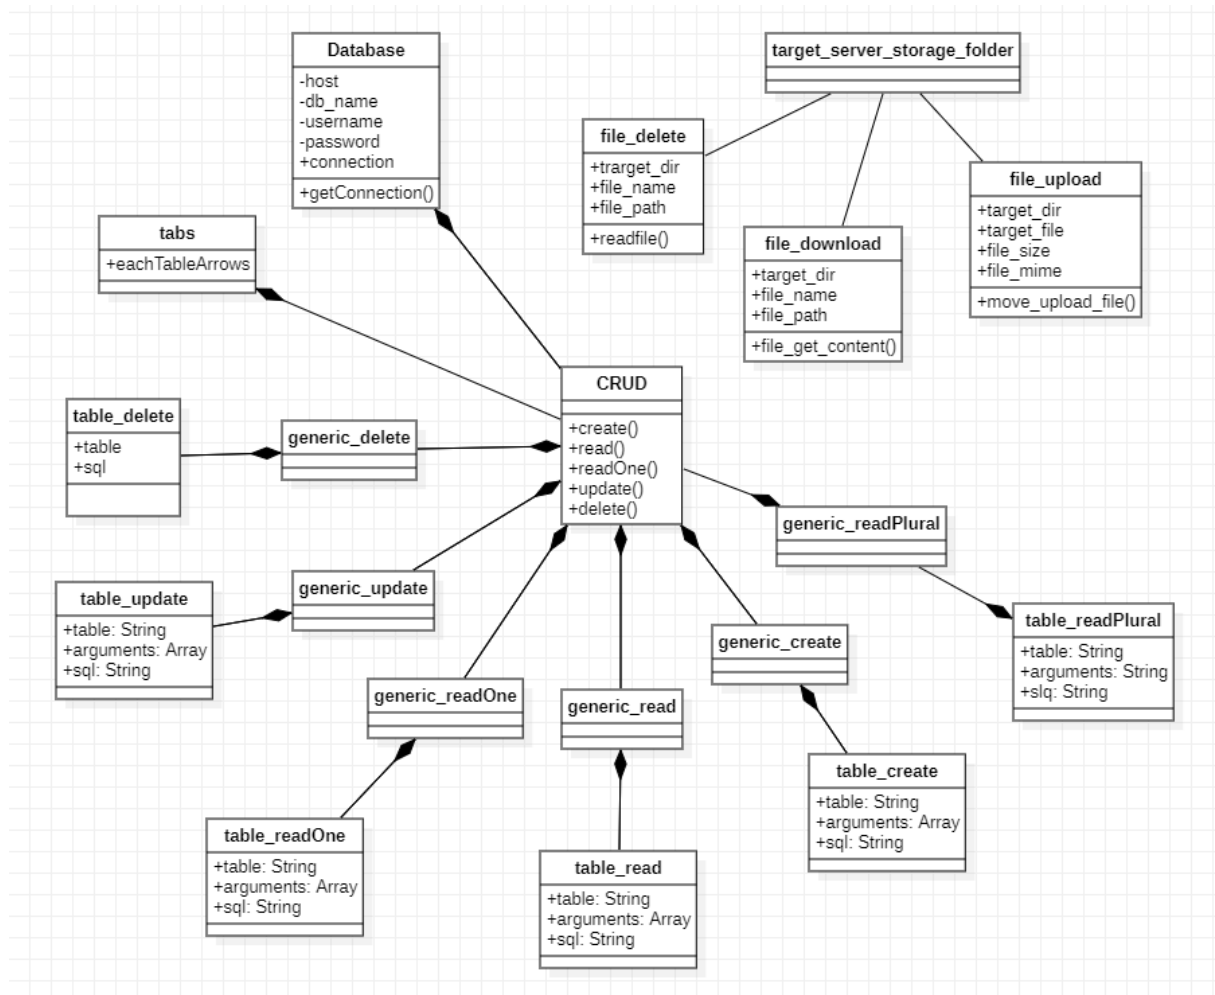 Database
-host
-db_name
-username
-password
+connection
+getConnection()
target_server_storage_folder
file_delete
+trarget_dir
+file_name
+file_path
+readfile()
file_upload
+target_dir
+target_file
+file_size
+file_mime
+move_upload_file()
file_download
+target_dir
+file_name
+file_path
+file_get_content()
tabs
+eachTableArrows
CRUD
+create()
+read()
+readOne()
+update()
+delete()
table_delete
+table
+sql
generic_delete
generic_readPlural
table_update
+table: String
+arguments: Array
+sql: String
generic_update
table_readPlural
+table: String
+arguments: String
+slq: String
generic_create
generic_readOne
generic_read
table_create
+table: String
+arguments: Array
+sql: String
table_readOne
+table: String
+arguments: Array
+sql: String
table_read
+table: String
+arguments: Array
+sql: String